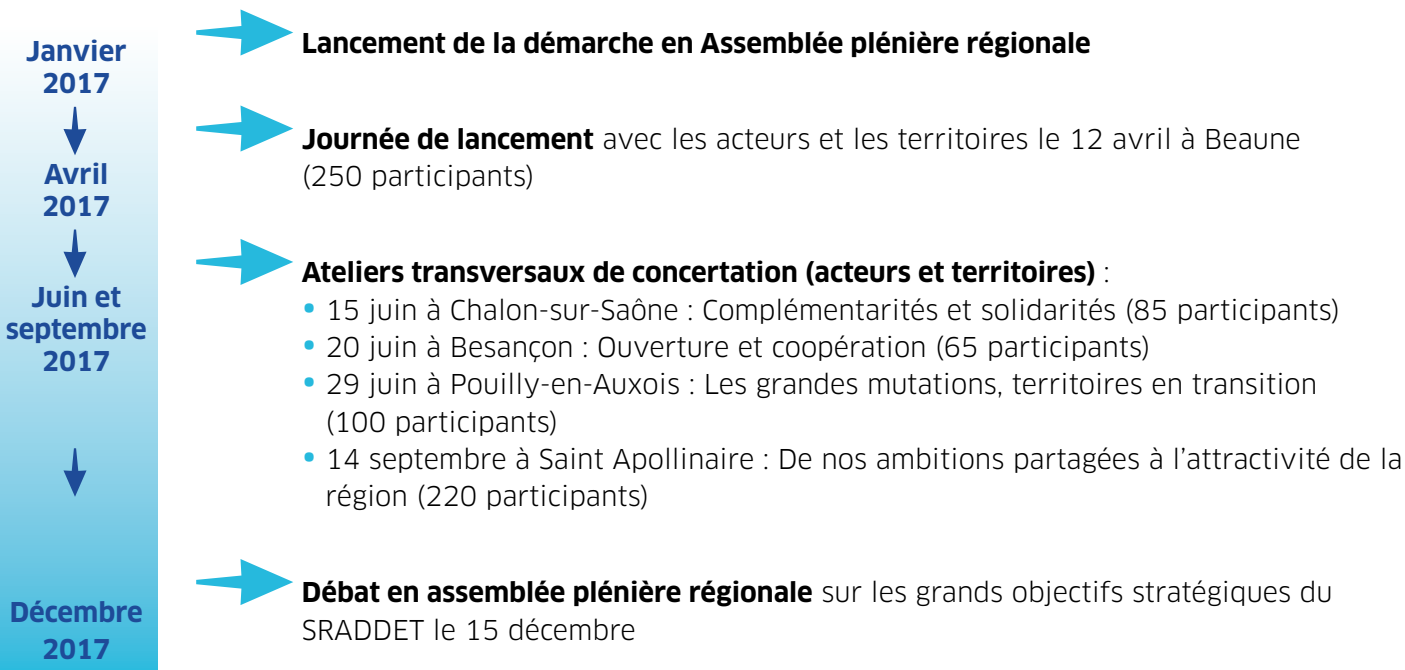 Janvier
2017
Lancement de la démarche en Assemblée plénière régionale
Avril
2017
Journée de lancement avec les acteurs et les territoires le 12 avril à Beaune
(250 participants)
Juin et
septembre
2017
Ateliers transversaux de concertation (acteurs et territoires) :
• 15 juin à Chalon-sur-Saône : Complémentarités et solidarités (85 participants)
• 20 juin à Besançon : Ouverture et coopération (65 participants)
• 29 juin à Pouilly-en-Auxois : Les grandes mutations, territoires en transition
(100 participants)
• 14 septembre à Saint Apollinaire : De nos ambitions partagées à l’attractivité de la
région (220 participants)
Décembre
2017
Débat en assemblée plénière régionale sur les grands objectifs stratégiques du
SRADDET le 15 décembre